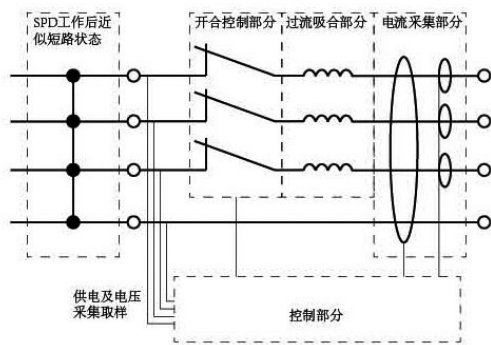 SPD工作后近
似短路状态
开合控制部分
过流吸合部分
电流采集部分
供电及电压
采集取样
控制部分